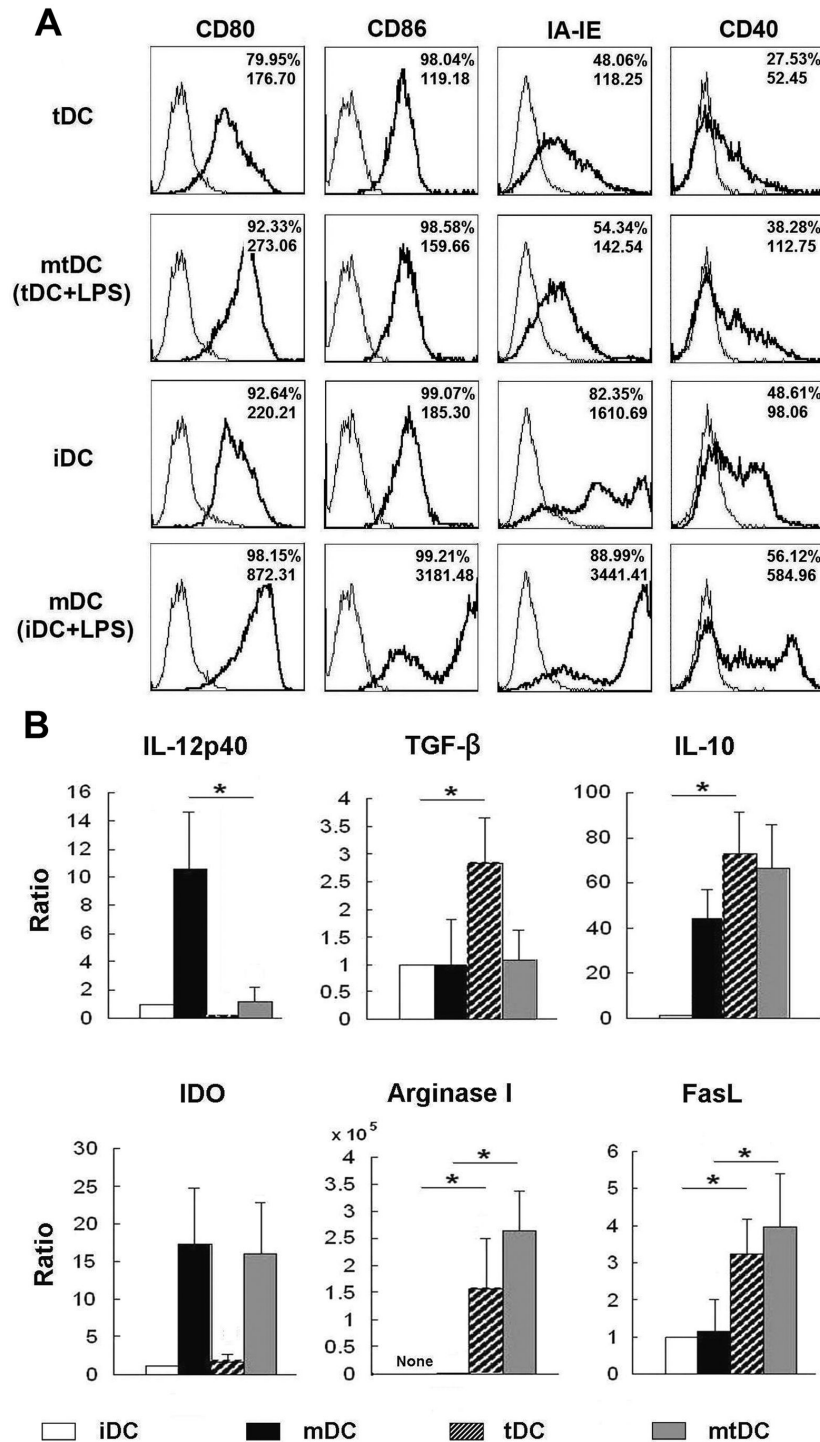 A
CD80 CD86 IA-IE CD40
tDC
79.95% 98.04% 48.06% 27.53%
176.70 119.18 118.25 52.45
mtDC
(tDC+LPS)
92.33% 98.58% 54.34% 38.28%
273.06 159.66 142.54 112.75
iDC
92.64% 99.07% 82.35% 48.61%
220.21 185.30 1610.69 98.06
mDC
(iDC+LPS)
98.15% 99.21% 88.99% 56.12%
872.31 3181.48 3441.41 584.96
B
IL-12p40 TGF-β IL-10
Ratio
16
14
12
10
8
6
4
2
0
*
4
3.5
3
2.5
2
1.5
1
0.5
0
*
100
80
60
40
20
0
*
IDO Arginase I FasL
Ratio
30
25
20
15
10
5
0
x 10⁵
4
3.5
3
2.5
2
1.5
1
0.5
0
None
*
*
6
5
4
3
2
1
0
*
*
iDC mDC tDC mtDC